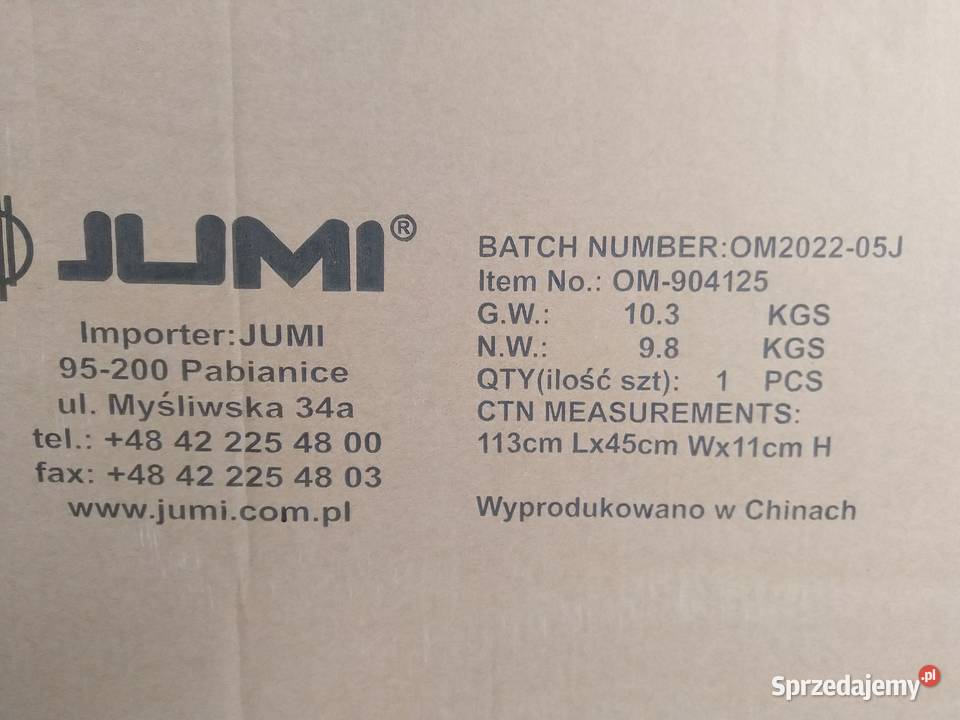 JUMI®
Importer:JUMI
95-200 Pabianice
ul. Myśliwska 34a
tel.: +48 42 225 48 00
fax: +48 42 225 48 03
www.jumi.com.pl
BATCH NUMBER:OM2022-05J
Item No.: OM-904125
G.W.: 10.3 KGS
N.W.: 9.8 KGS
QTY(ilość szt): 1 PCS
CTN MEASUREMENTS:
113cm Lx45cm Wx11cm H
Wyprodukowano w Chinach
Sprzedajemy.pl